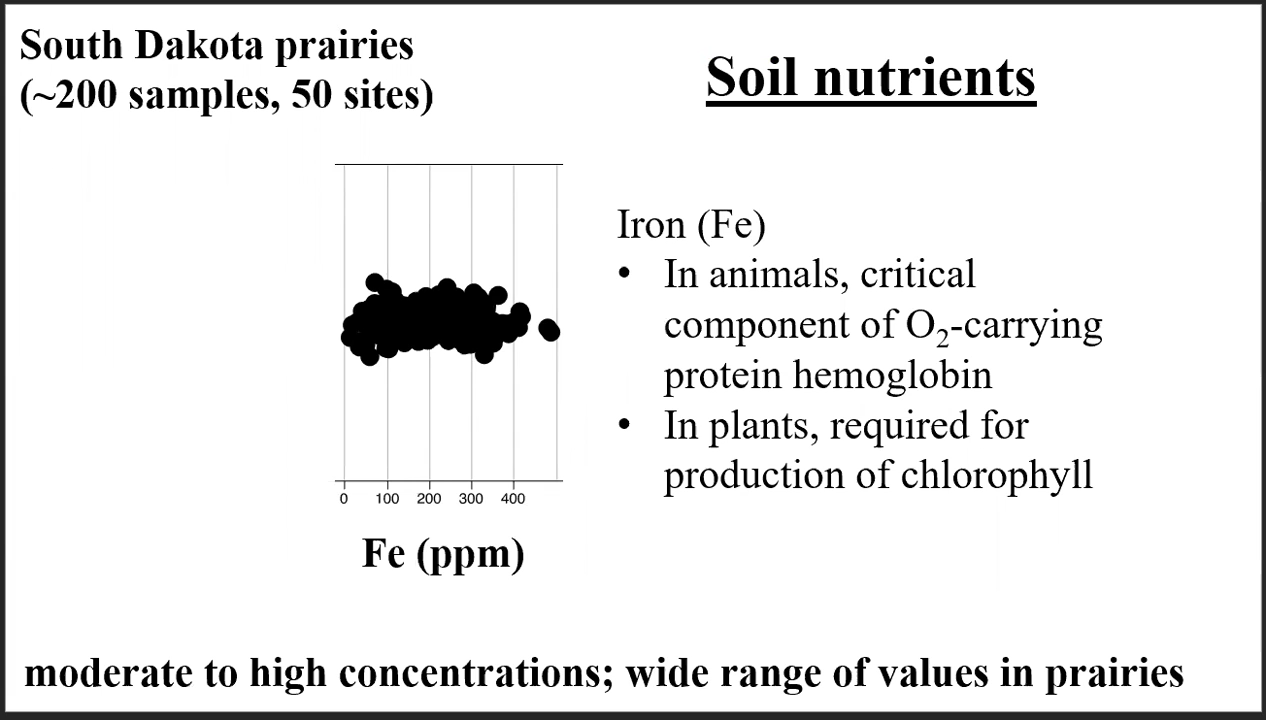 South Dakota prairies
(~200 samples, 50 sites)
Soil nutrients
Iron (Fe)
• In animals, critical
component of O₂-carrying
protein hemoglobin
• In plants, required for
production of chlorophyll
0 100 200 300 400
Fe (ppm)
moderate to high concentrations; wide range of values in prairies